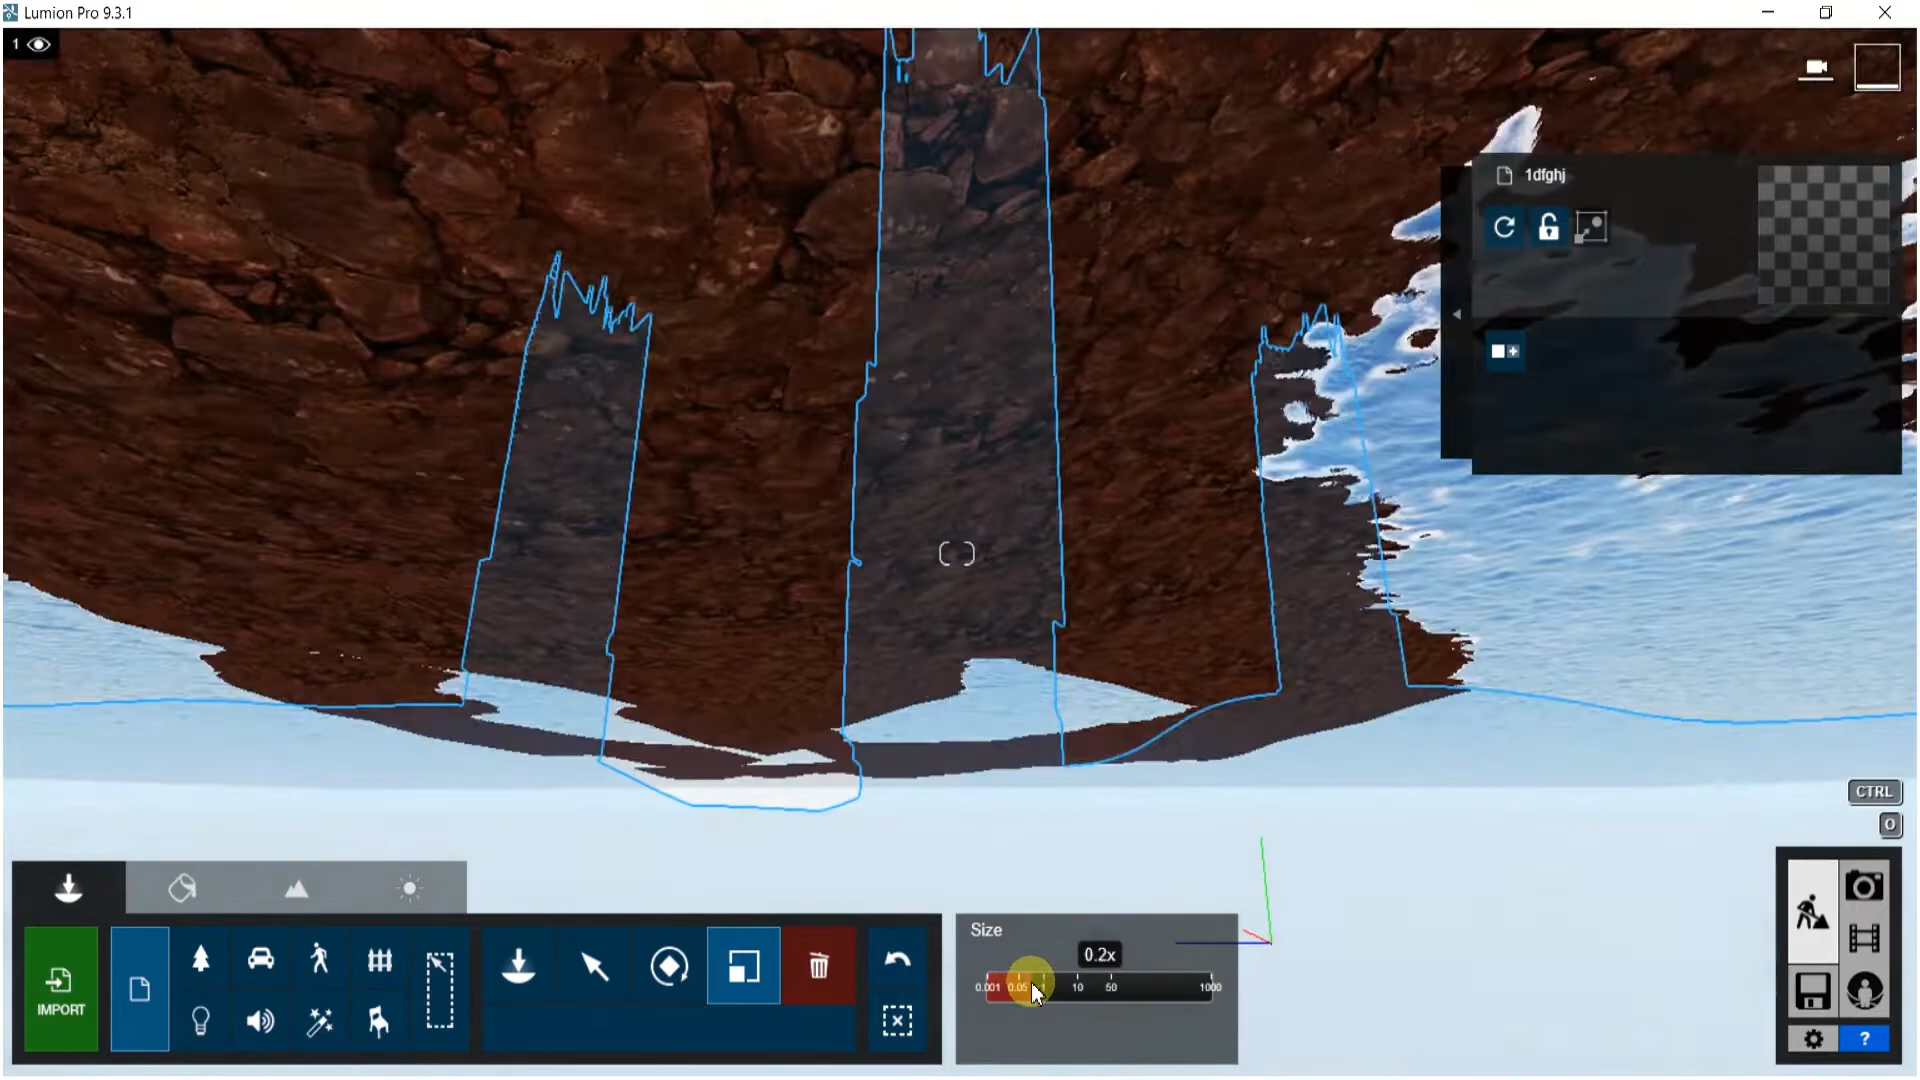 Lumion Pro 9.3.1
1
1dfghj
CTRL
O
IMPORT
Size
0.2x
0.001 0.05 1 10 50 1000
?